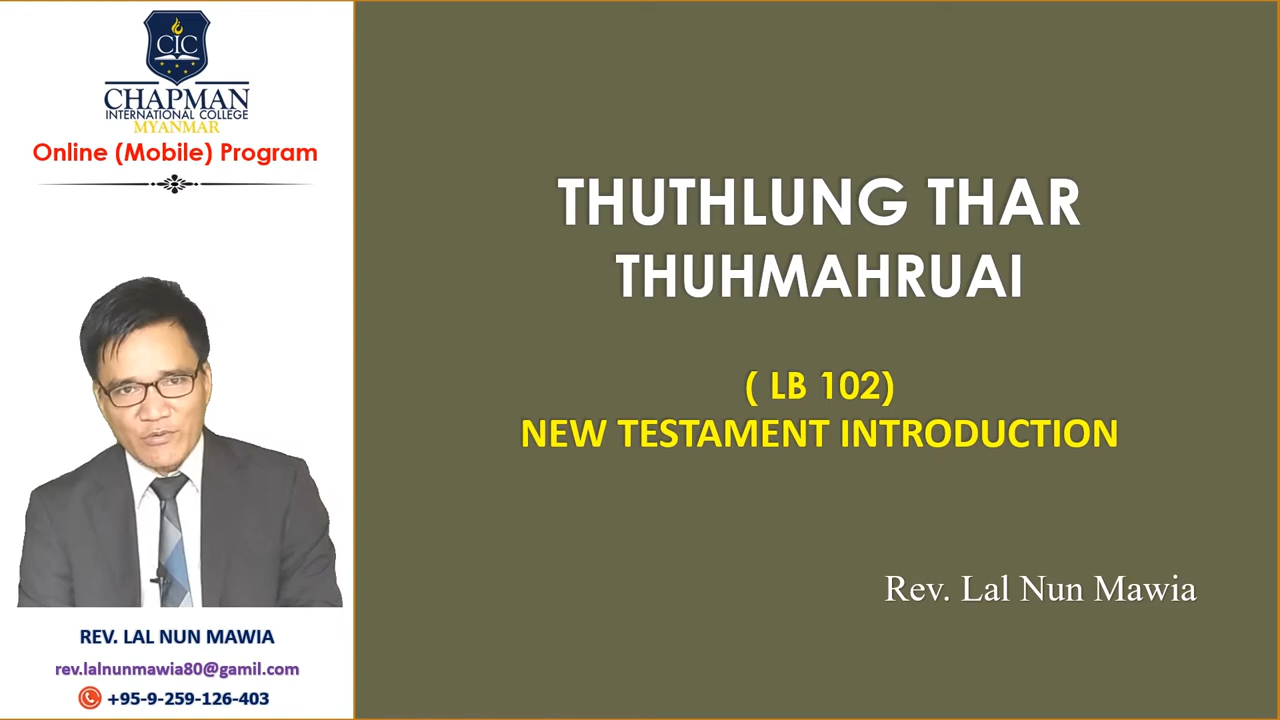 CIC
CHAPMAN
INTERNATIONAL COLLEGE
MYANMAR
Online (Mobile) Program
REV. LAL NUN MAWIA
rev.lalnunmawia80@gamil.com
+95-9-259-126-403
THUTHLUNG THAR
THUHMAHRUAI
( LB 102)
NEW TESTAMENT INTRODUCTION
Rev. Lal Nun Mawia